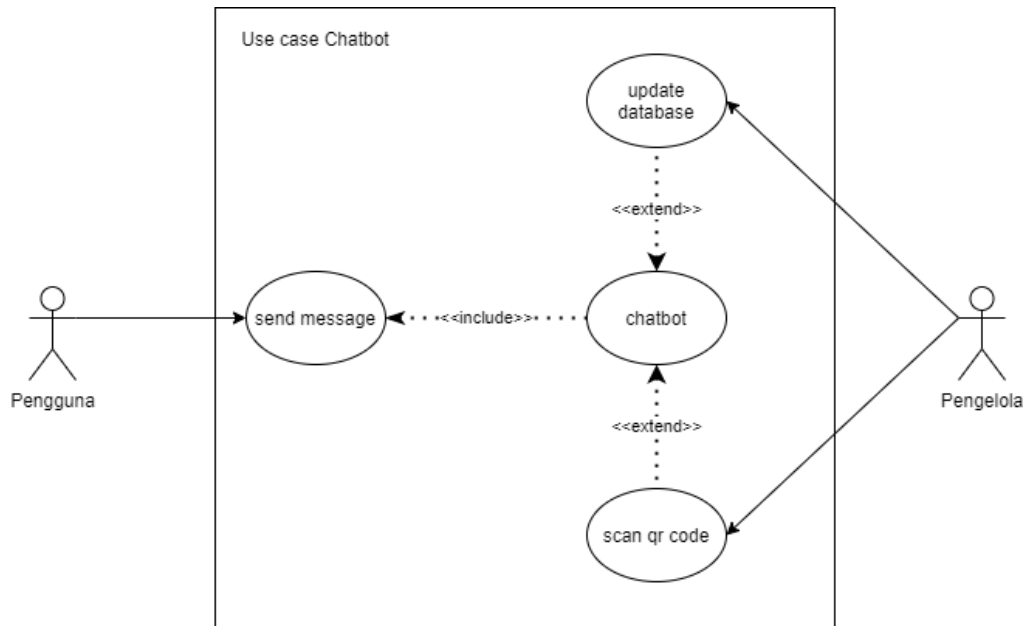 Use case Chatbot
update
database
<<extend>>
send message
<<include>>
chatbot
Pengguna
Pengelola
<<extend>>
scan qr code